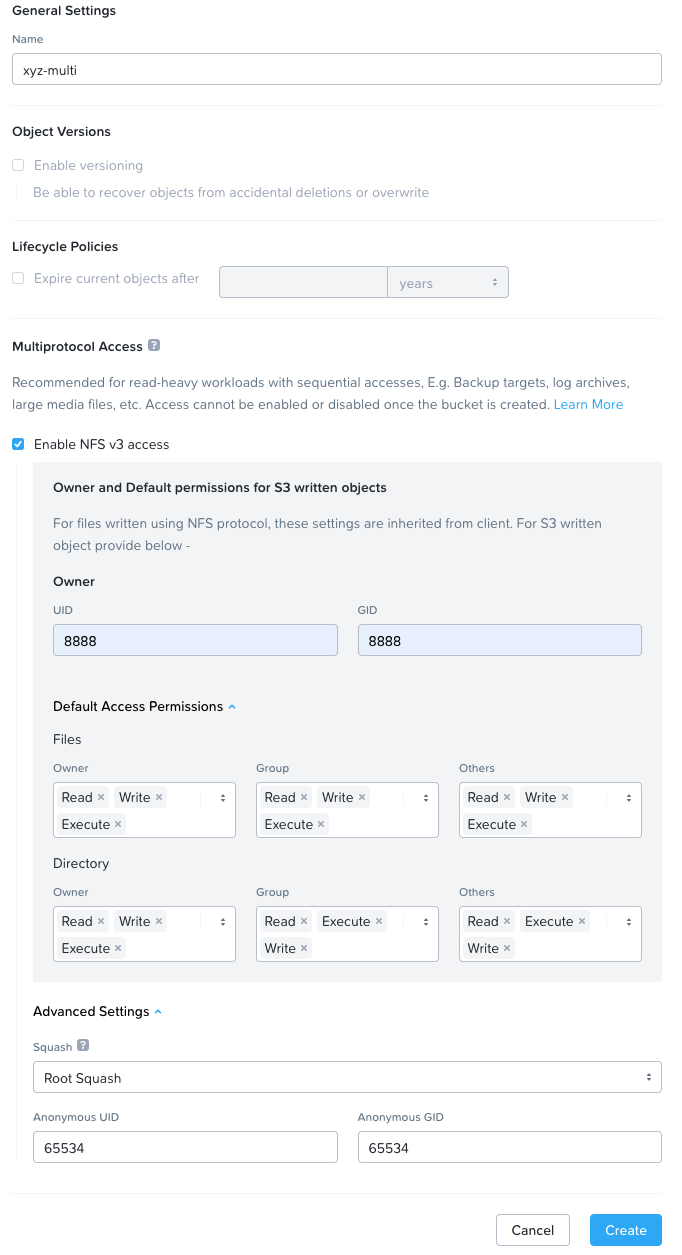 General Settings
Name
xyz-multi
Object Versions
Enable versioning
Be able to recover objects from accidental deletions or overwrite
Lifecycle Policies
Expire current objects after
years
Multiprotocol Access ?
Recommended for read-heavy workloads with sequential accesses, E.g. Backup targets, log archives,
large media files, etc. Access cannot be enabled or disabled once the bucket is created. Learn More
Enable NFS v3 access
Owner and Default permissions for S3 written objects
For files written using NFS protocol, these settings are inherited from client. For S3 written
object provide below -
Owner
UID GID
8888 8888
Default Access Permissions
Files
Owner Group Others
Read × Write × Read × Write × Read × Write ×
Execute × Execute × Execute ×
Directory
Owner Group Others
Read × Write × Read × Execute × Read × Execute ×
Execute × Write × Write ×
Advanced Settings
Squash ?
Root Squash
Anonymous UID Anonymous GID
65534 65534
Cancel Create